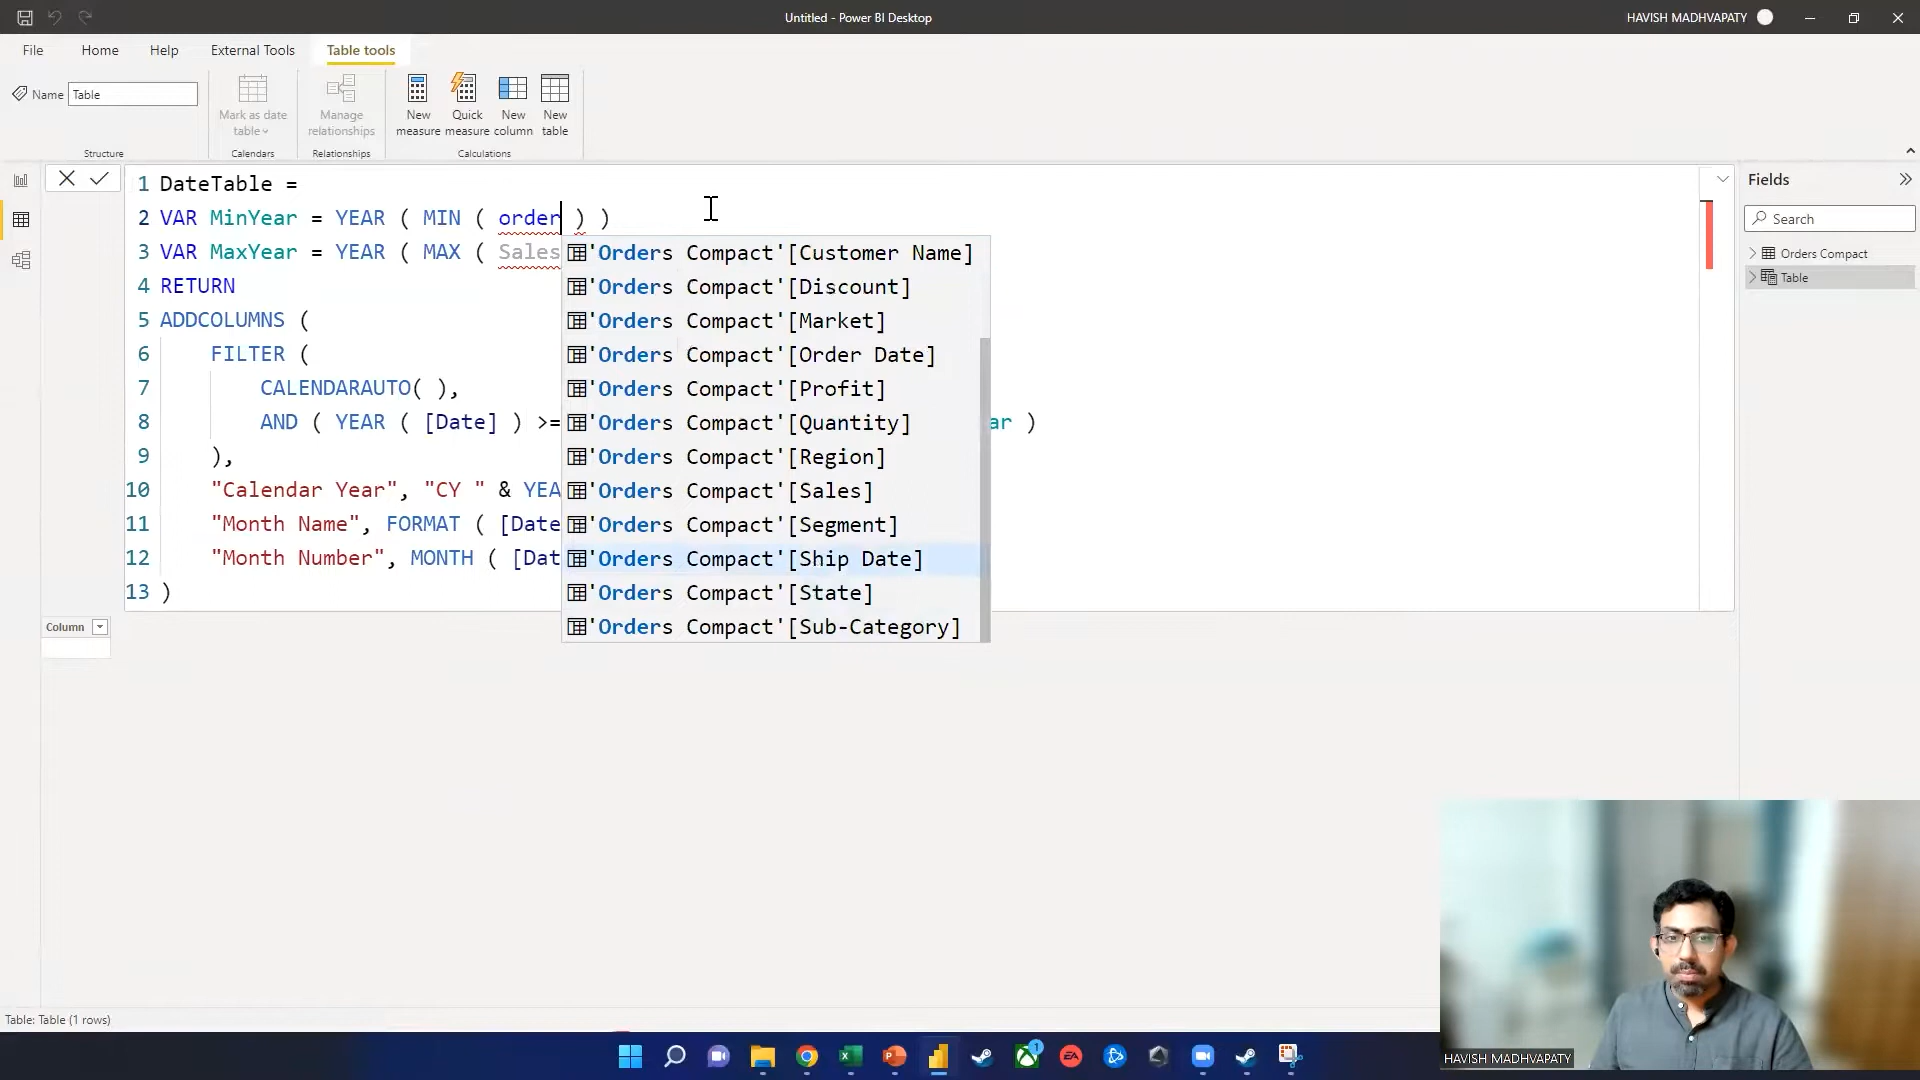 Untitled - Power BI Desktop
HAVISH MADHVAPATY
File
Home
Help
External Tools
Table tools
Name
Table
Mark as date
table
Manage
relationships
New
measure
Quick
measure
New
column
New
table
Structure
Calendars
Relationships
Calculations
1 DateTable =
2 VAR MinYear = YEAR ( MIN ( order ) )
3 VAR MaxYear = YEAR ( MAX ( Sales
4 RETURN
5 ADDCOLUMNS (
6 FILTER (
7 CALENDARAUTO( ),
8 AND ( YEAR ( [Date] ) >= ar )
9 ),
10 "Calendar Year", "CY " & YEA
11 "Month Name", FORMAT ( [Date
12 "Month Number", MONTH ( [Dat
13 )
'Orders Compact'[Customer Name]
'Orders Compact'[Discount]
'Orders Compact'[Market]
'Orders Compact'[Order Date]
'Orders Compact'[Profit]
'Orders Compact'[Quantity]
'Orders Compact'[Region]
'Orders Compact'[Sales]
'Orders Compact'[Segment]
'Orders Compact'[Ship Date]
'Orders Compact'[State]
'Orders Compact'[Sub-Category]
Fields
Search
Orders Compact
Table
Column
Table: Table (1 rows)
1
EA
HAVISH MADHVAPATY